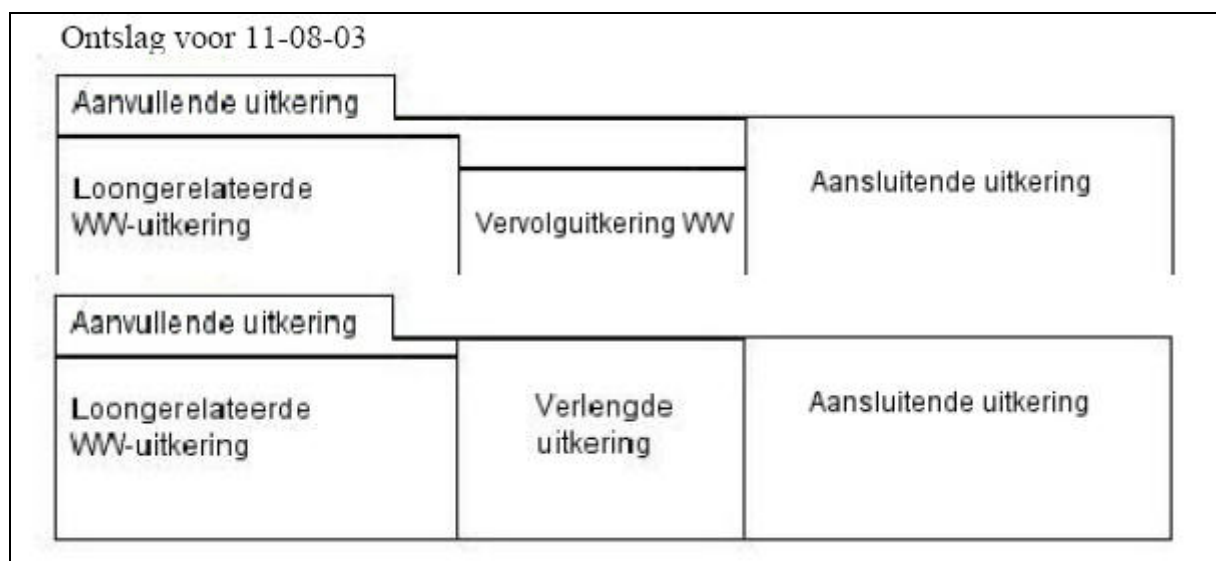 Ontslag voor 11-08-03
Aanvullende uitkering
Loongerelateerde
WW-uitkering
Vervolguitkering WW
Aansluitende uitkering
Aanvullende uitkering
Loongerelateerde
WW-uitkering
Verlengde
uitkering
Aansluitende uitkering